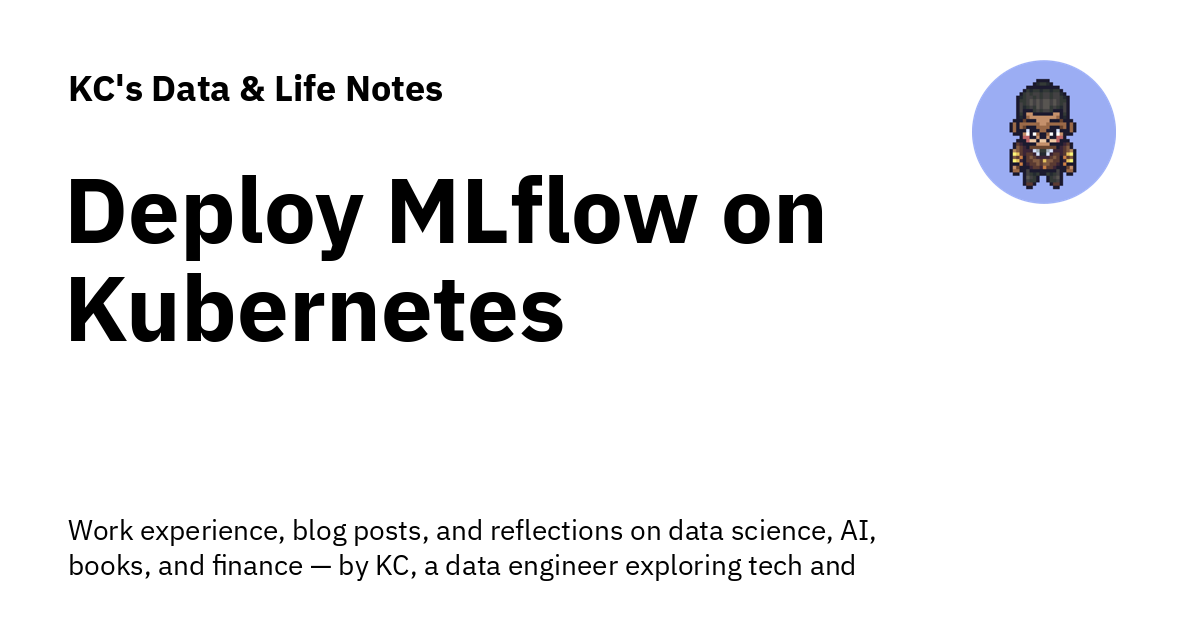 KC's Data & Life Notes
Deploy MLflow on
Kubernetes
Work experience, blog posts, and reflections on data science, AI,
books, and finance — by KC, a data engineer exploring tech and